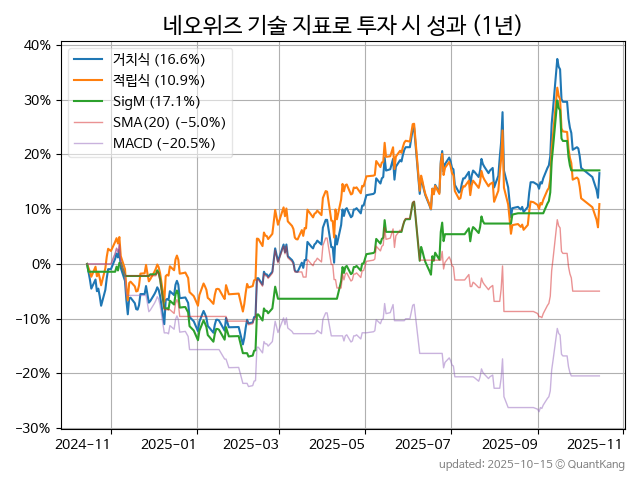 네오위즈 기술 지표로 투자 시 성과 (1년)
40%
30%
20%
10%
0%
−10%
−20%
−30%
거치식 (16.6%)
적립식 (10.9%)
SigM (17.1%)
SMA(20) (−5.0%)
MACD (−20.5%)
2024−11
2025−01
2025−03
2025−05
2025−07
2025−09
2025−11
updated: 2025-10-15 ⓒ QuantKang